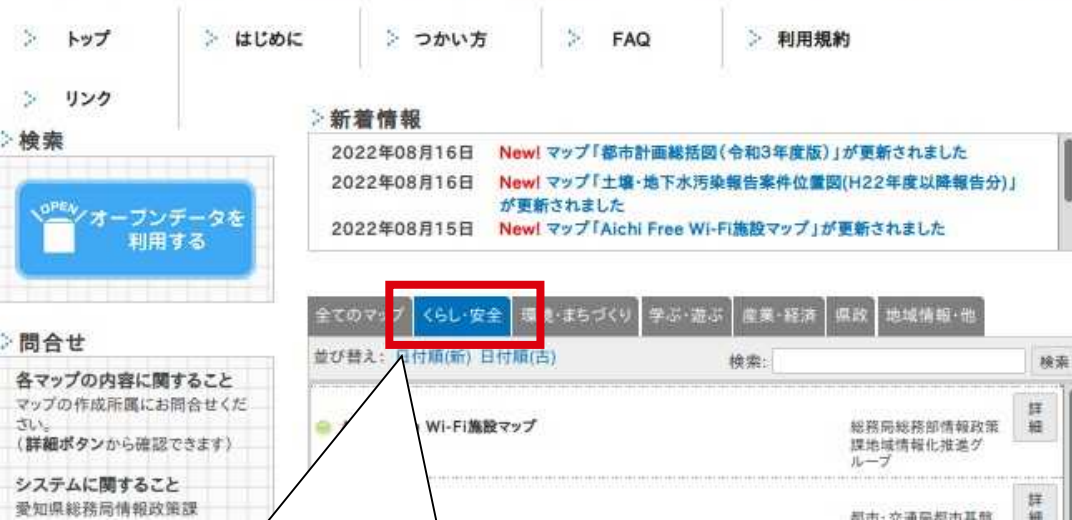 トップ
はじめに
つかい方
FAQ
利用規約
リンク
検索
OPEN
オープンデータを
利用する
問合せ
各マップの内容に関すること
マップの作成所属にお問合せくだ
さい。
(詳細ボタンから確認できます)
システムに関すること
愛知県総務局情報政策課
新着情報
2022年08月16日 New! マップ「都市計画総括図(令和3年度版)」が更新されました
2022年08月16日 New! マップ「土壌・地下水汚染報告案件位置図(H22年度以降報告分)」
が更新されました
2022年08月15日 New! マップ「Aichi Free Wi-Fi施設マップ」が更新されました
全てのマップ くらし・安全 環境・まちづくり 学ぶ・遊ぶ 産業・経済 県政 地域情報・他
並び替え: 日付順(新) 日付順(古) 検索: 検索
Wi-Fi施設マップ
総務局総務部情報政策
課地域情報化推進グ
ループ
詳
細
都市・交通局都市基盤
詳
細